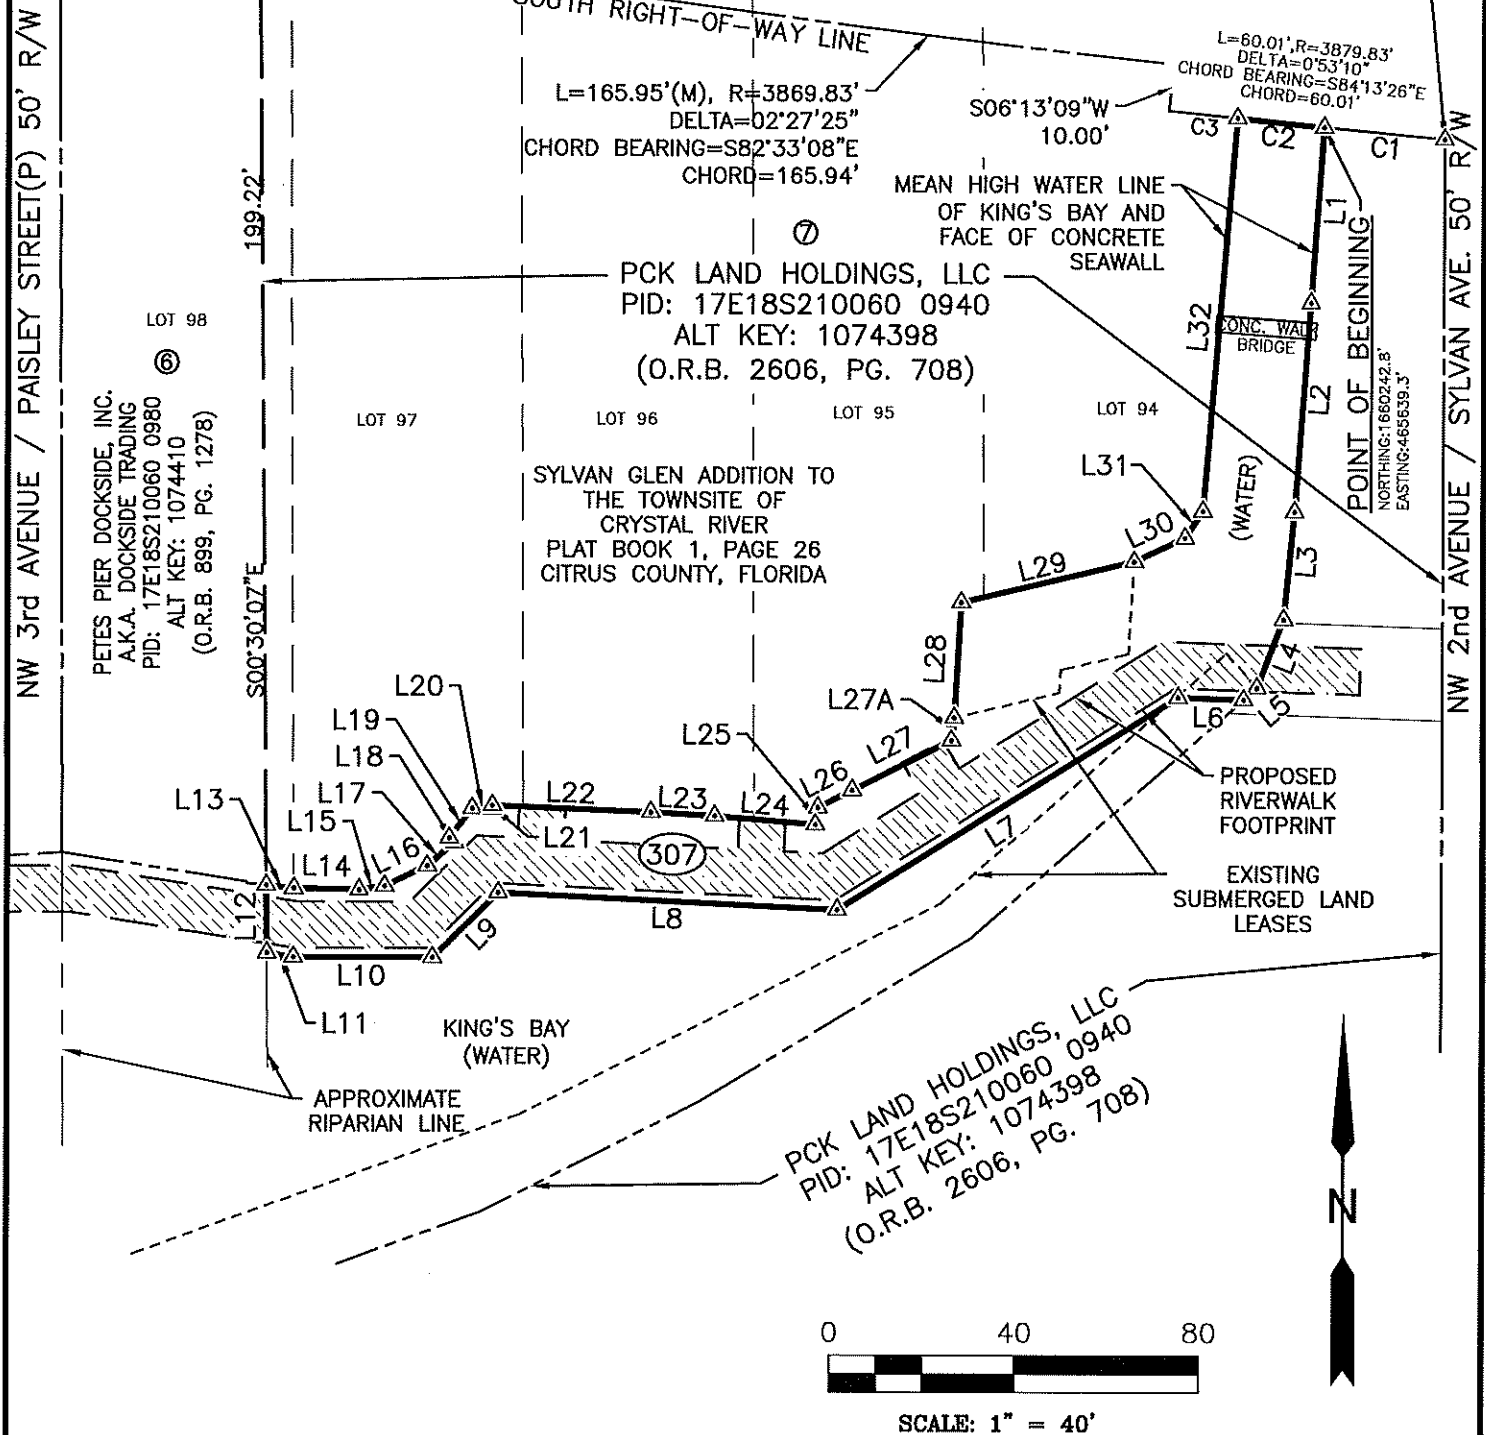 SOUTH RIGHT-OF-WAY LINE
L=165.95'(M), R=3869.83'
DELTA=02°27'25"
CHORD BEARING=S82°33'08"E
CHORD=165.94'
L=60.01',R=3879.83'
DELTA=0°53'10"
CHORD BEARING=S84°13'26"E
CHORD=60.01'
S06°13'09"W
10.00'
C3
C2
C1
NW 3rd AVENUE / PAISLEY STREET(P) 50' R/W
199.22'
S00°30'07"E
MEAN HIGH WATER LINE
OF KING'S BAY AND
FACE OF CONCRETE
SEAWALL
7
PCK LAND HOLDINGS, LLC
PID: 17E18S210060 0940
ALT KEY: 1074398
(O.R.B. 2606, PG. 708)
LOT 98
6
PETES PIER DOCKSIDE, INC.
A.K.A. DOCKSIDE TRADING
PID: 17E18S210060 0980
ALT KEY: 1074410
(O.R.B. 899, PG. 1278)
LOT 97
LOT 96
LOT 95
LOT 94
SYLVAN GLEN ADDITION TO
THE TOWNSITE OF
CRYSTAL RIVER
PLAT BOOK 1, PAGE 26
CITRUS COUNTY, FLORIDA
L1
L32
CONC. WALK
BRIDGE
L2
POINT OF BEGINNING
NORTHING:1660242.8'
EASTING:465639.3'
NW 2nd AVENUE / SYLVAN AVE. 50' R/W
(WATER)
L31
L30
L29
L3
L28
L4
L27A
L5
L6
L20
L19
L18
L17
L25
L27
L26
L13
L15
L22
L23
L24
L21
L14
L16
307
L7
PROPOSED
RIVERWALK
FOOTPRINT
EXISTING
SUBMERGED LAND
LEASES
L12
L8
L9
L10
L11
KING'S BAY
(WATER)
APPROXIMATE
RIPARIAN LINE
PCK LAND HOLDINGS, LLC
PID: 17E18S210060 0940
ALT KEY: 1074398
(O.R.B. 2606, PG. 708)
N
0 40 80
SCALE: 1" = 40'